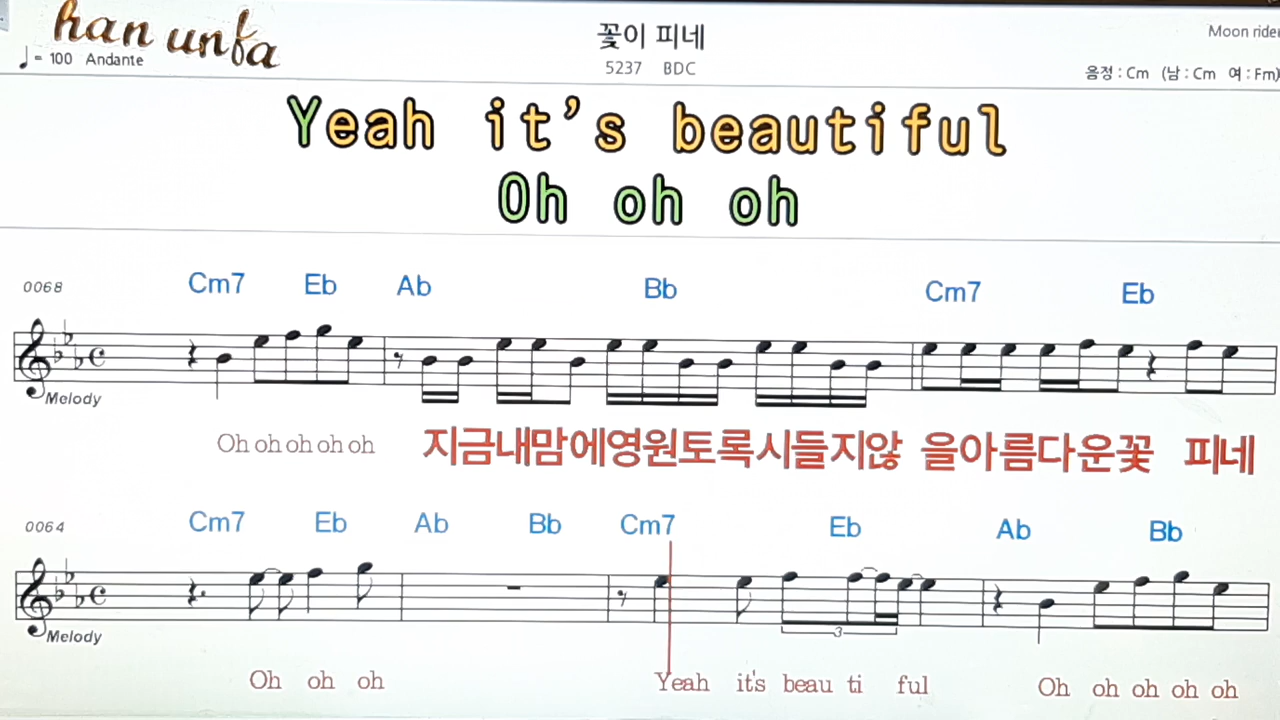 han unfa
♩= 100 Andante
꽃이 피네
5237 BDC
Moon rider
음정 : Cm (남 : Cm 여 : Fm)
Yeah it's beautiful
Oh oh oh
0068
Cm7 Eb Ab Bb Cm7 Eb
Melody
Oh oh oh oh oh 지금내맘에영원토록시들지않 을아름다운꽃 피네
0064
Cm7 Eb Ab Bb Cm7 Eb Ab Bb
3
Melody
Oh oh oh Yeah it's beau ti ful Oh oh oh oh oh